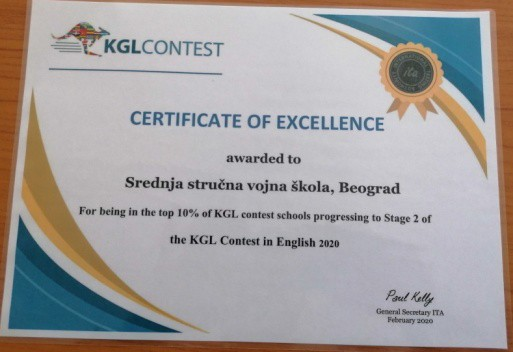 KGLCONTEST
ita
CERTIFICATE OF EXCELLENCE
awarded to
Srednja stručna vojna škola, Beograd
For being in the top 10% of KGL contest schools progressing to Stage 2 of
the KGL Contest in English 2020
Paul Kelly
General Secretary ITA
February 2020